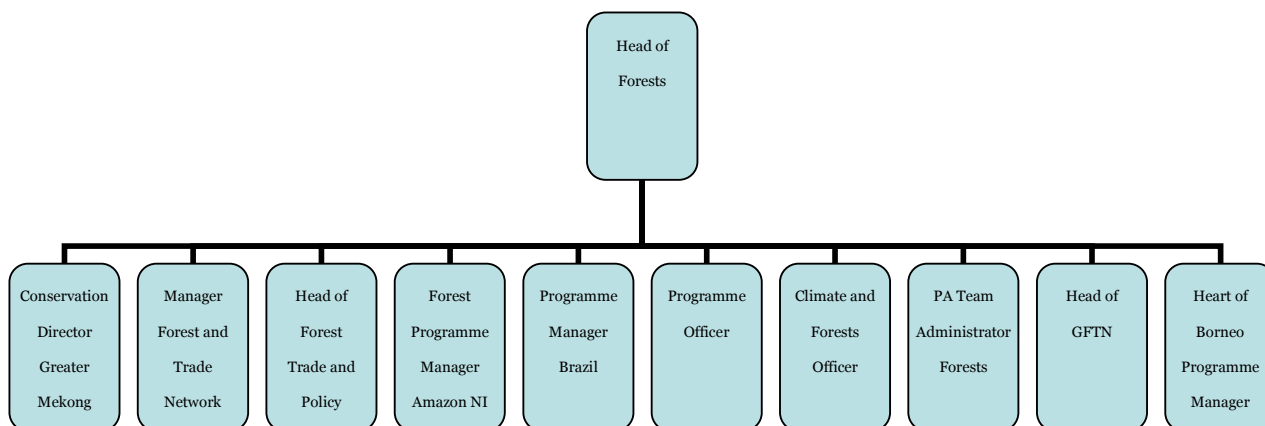 Head of
Forests
Conservation
Director
Greater
Mekong
Manager
Forest and
Trade
Network
Head of
Forest
Trade and
Policy
Forest
Programme
Manager
Amazon NI
Programme
Manager
Brazil
Programme
Officer
Climate and
Forests
Officer
PA Team
Administrator
Forests
Head of
GFTN
Heart of
Borneo
Programme
Manager